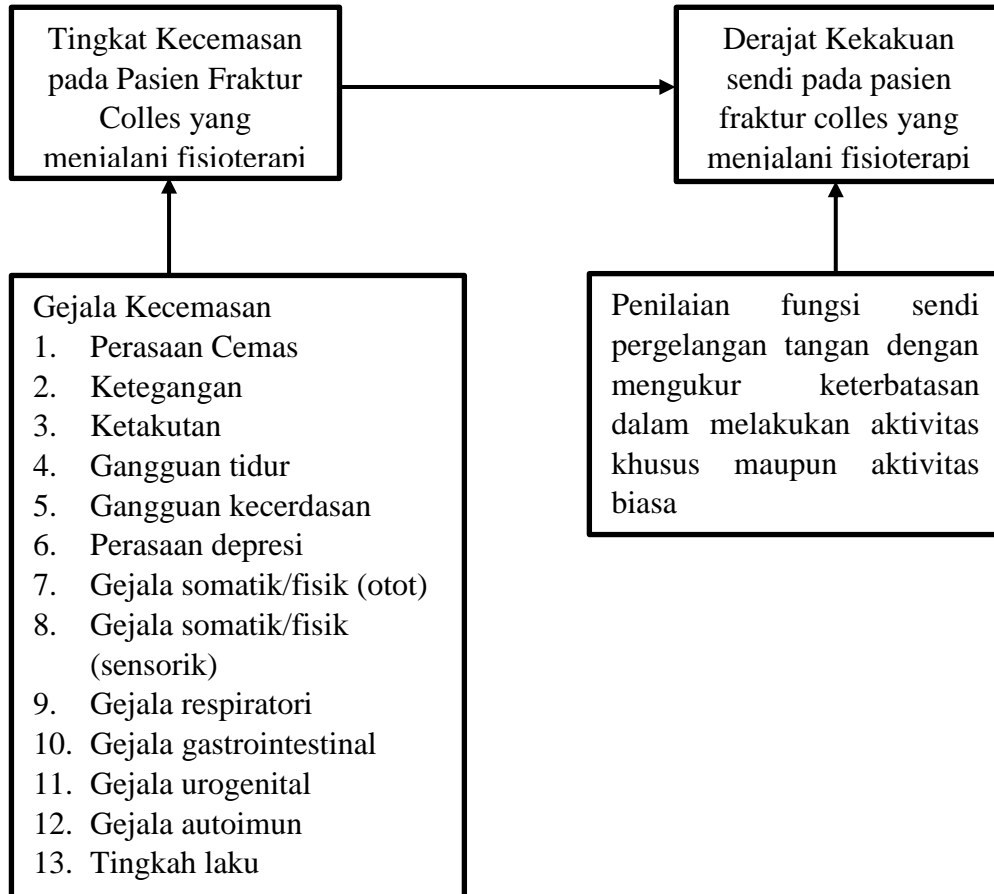 Tingkat Kecemasan
pada Pasien Fraktur
Colles yang
menjalani fisioterapi
Derajat Kekakuan
sendi pada pasien
fraktur colles yang
menjalani fisioterapi
Gejala Kecemasan
1. Perasaan Cemas
2. Ketegangan
3. Ketakutan
4. Gangguan tidur
5. Gangguan kecerdasan
6. Perasaan depresi
7. Gejala somatik/fisik (otot)
8. Gejala somatik/fisik
(sensorik)
9. Gejala respiratori
10. Gejala gastrointestinal
11. Gejala urogenital
12. Gejala autoimun
13. Tingkah laku
Penilaian fungsi sendi
pergelangan tangan dengan
mengukur keterbatasan
dalam melakukan aktivitas
khusus maupun aktivitas
biasa